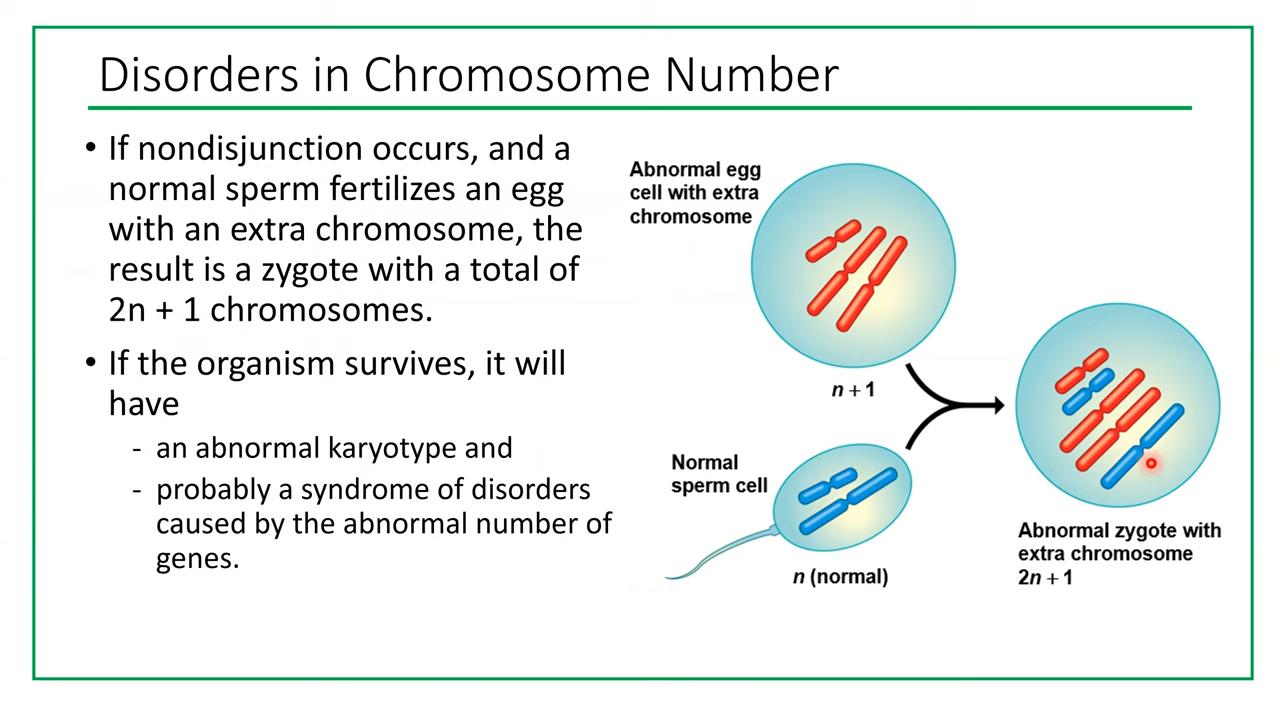 Disorders in Chromosome Number
• If nondisjunction occurs, and a
normal sperm fertilizes an egg
with an extra chromosome, the
result is a zygote with a total of
2n + 1 chromosomes.
• If the organism survives, it will
have
- an abnormal karyotype and
- probably a syndrome of disorders
caused by the abnormal number of
genes.
Abnormal egg
cell with extra
chromosome
n + 1
Normal
sperm cell
n (normal)
Abnormal zygote with
extra chromosome
2n + 1